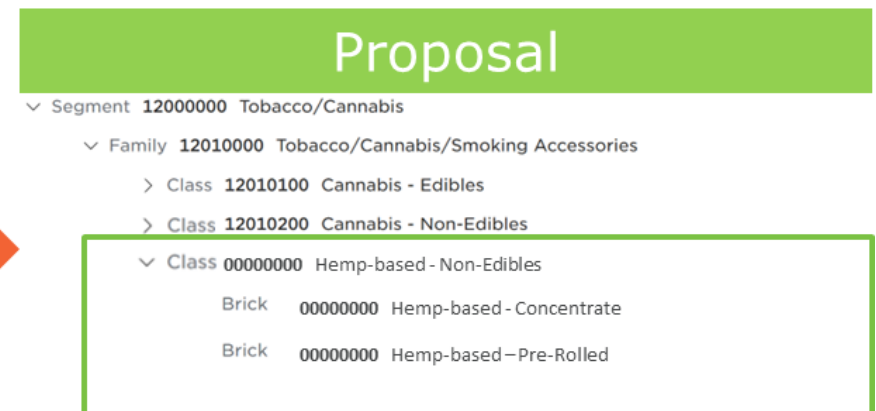 Proposal
Segment 12000000 Tobacco/Cannabis
Family 12010000 Tobacco/Cannabis/Smoking Accessories
Class 12010100 Cannabis - Edibles
Class 12010200 Cannabis - Non-Edibles
Class 00000000 Hemp-based - Non-Edibles
Brick 00000000 Hemp-based - Concentrate
Brick 00000000 Hemp-based – Pre-Rolled